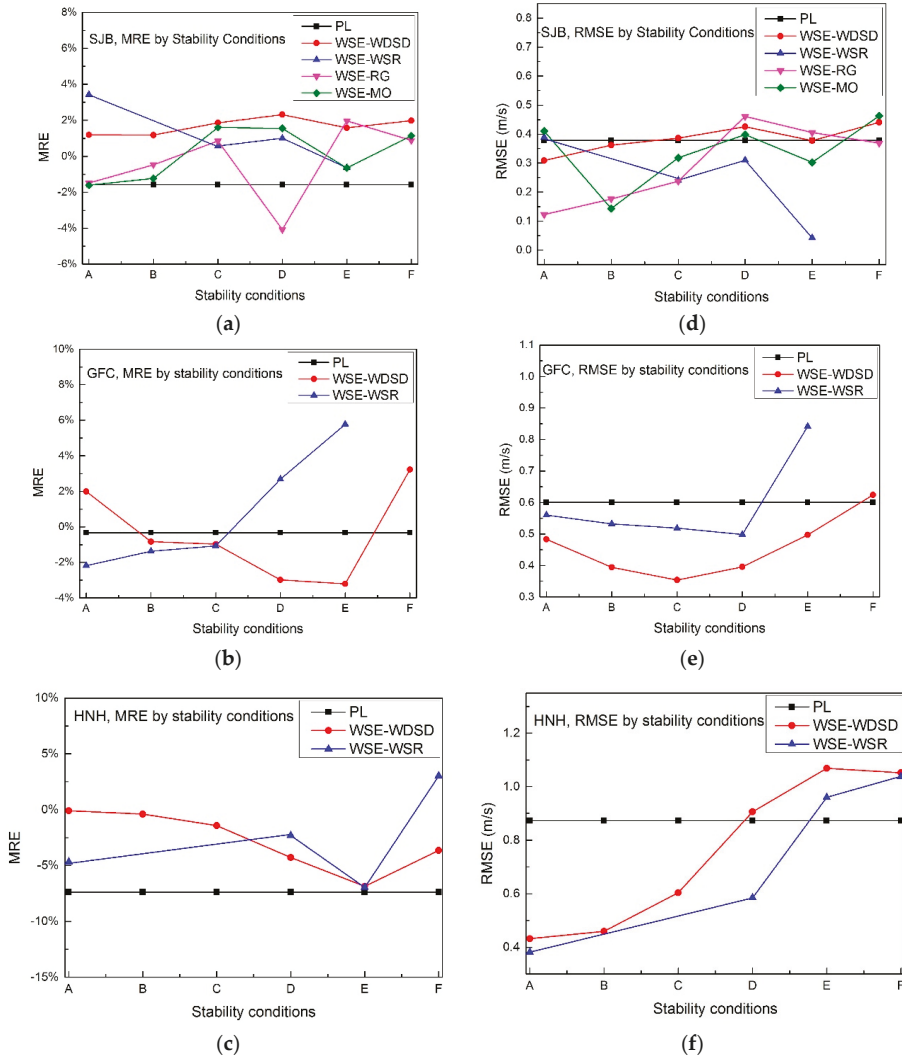 8%
6%
4%
2%
0%
-2%
-4%
-6%
MRE
SJB, MRE by Stability Conditions
PL
WSE-WDSD
WSE-WSR
WSE-RG
WSE-MO
A B C D E F
Stability conditions
(a)
0.8
0.7
0.6
0.5
0.4
0.3
0.2
0.1
0.0
RMSE (m/s)
SJB, RMSE by Stability Conditions
PL
WSE-WDSD
WSE-WSR
WSE-RG
WSE-MO
A B C D E F
Stability conditions
(d)
10%
8%
6%
4%
2%
0%
-2%
-4%
MRE
GFC, MRE by stability conditions
PL
WSE-WDSD
WSE-WSR
A B C D E F
Stability conditions
(b)
1.1
1.0
0.9
0.8
0.7
0.6
0.5
0.4
0.3
RMSE (m/s)
GFC, RMSE by stability conditions
PL
WSE-WDSD
WSE-WSR
A B C D E F
Stability conditions
(e)
10%
5%
0%
-5%
-10%
-15%
MRE
HNH, MRE by stability conditions
PL
WSE-WDSD
WSE-WSR
A B C D E F
Stability conditions
(c)
1.2
1.0
0.8
0.6
0.4
RMSE (m/s)
HNH, RMSE by stability conditions
PL
WSE-WDSD
WSE-WSR
A B C D E F
Stability conditions
(f)